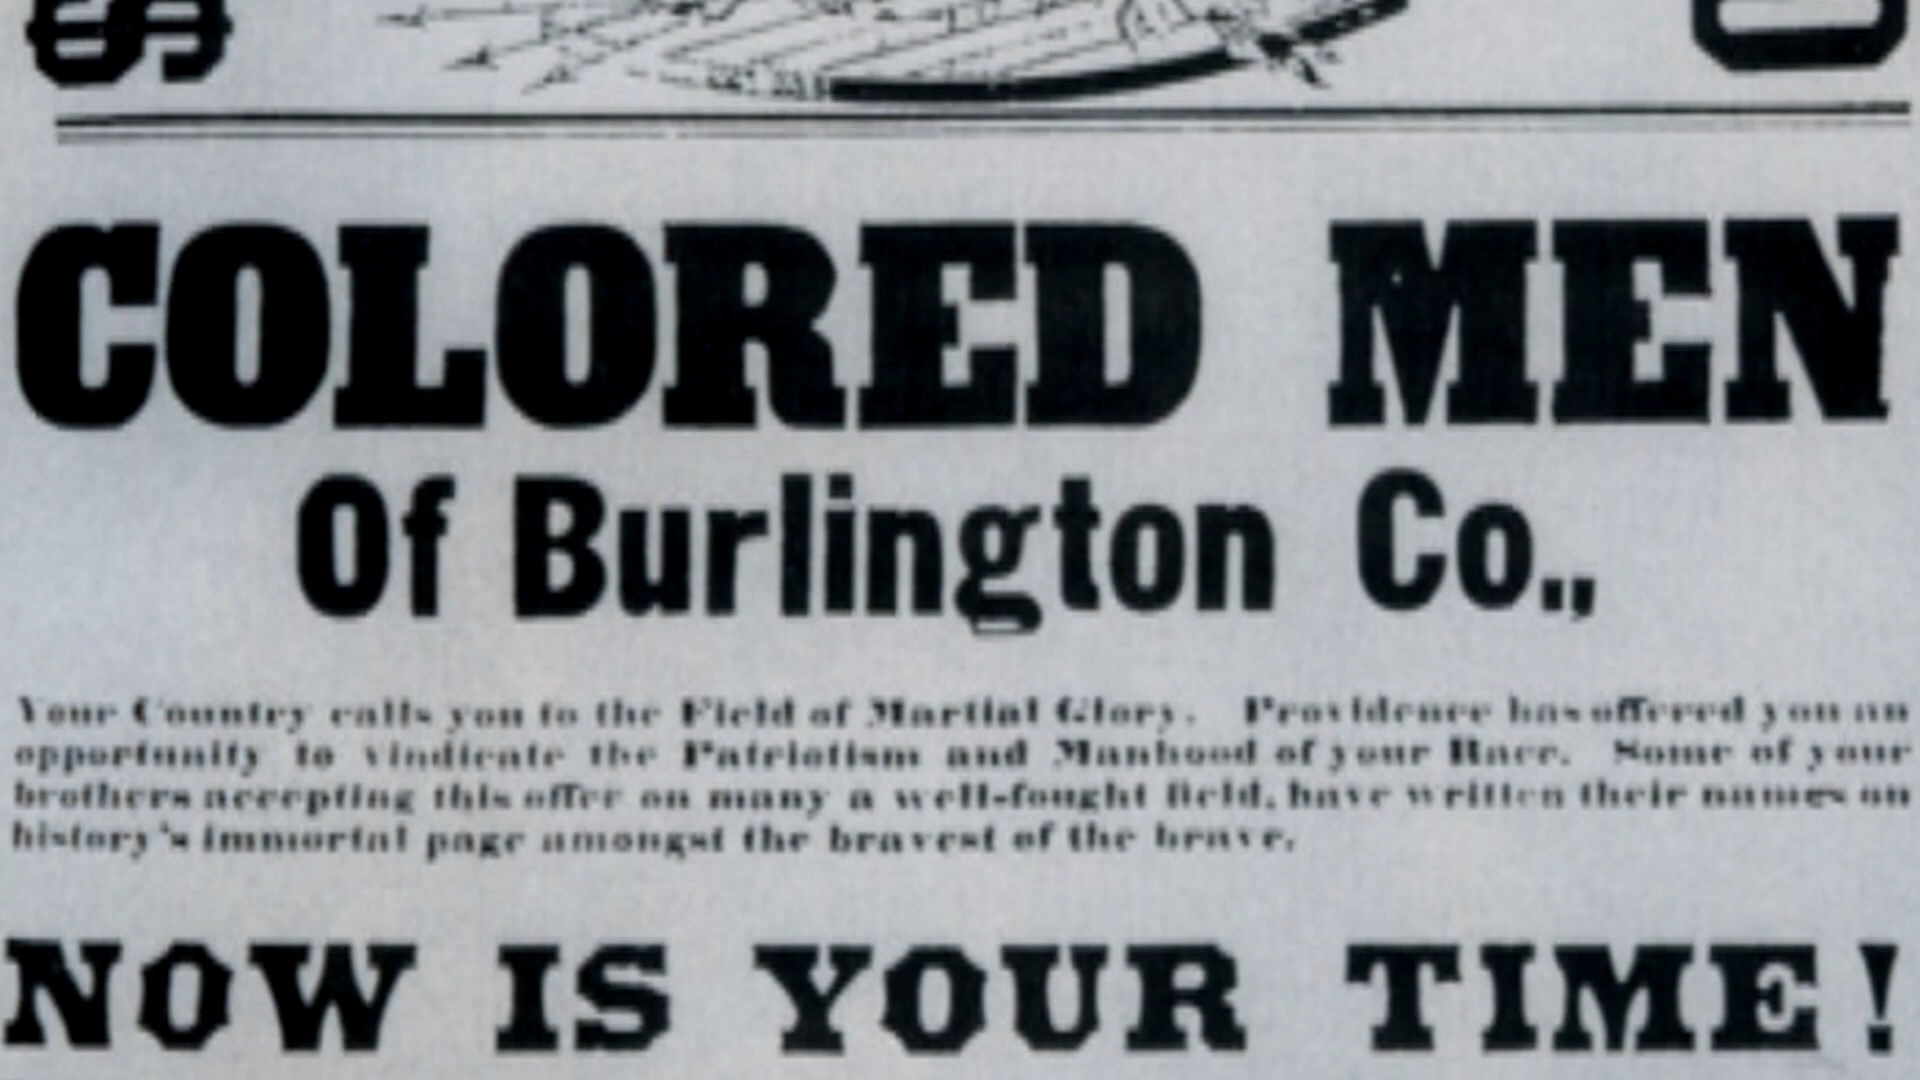 $ 0
COLORED MEN
Of Burlington Co.,
Your Country calls you to the Field of Martial Glory. Providence has offered you an
opportunity to vindicate the Patriotism and Manhood of your Race. Some of your
brothers accepting this offer on many a well-fought field, have written their names on
history's immortal page amongst the bravest of the brave.
NOW IS YOUR TIME!